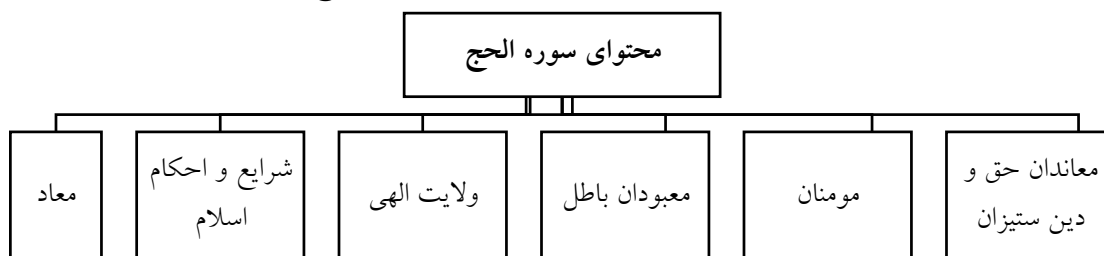 محتوای سوره الحج
معاندان حق و
دین ستیزان
مومنان
معبودان باطل
ولایت الهی
شرایع و احکام
اسلام
معاد